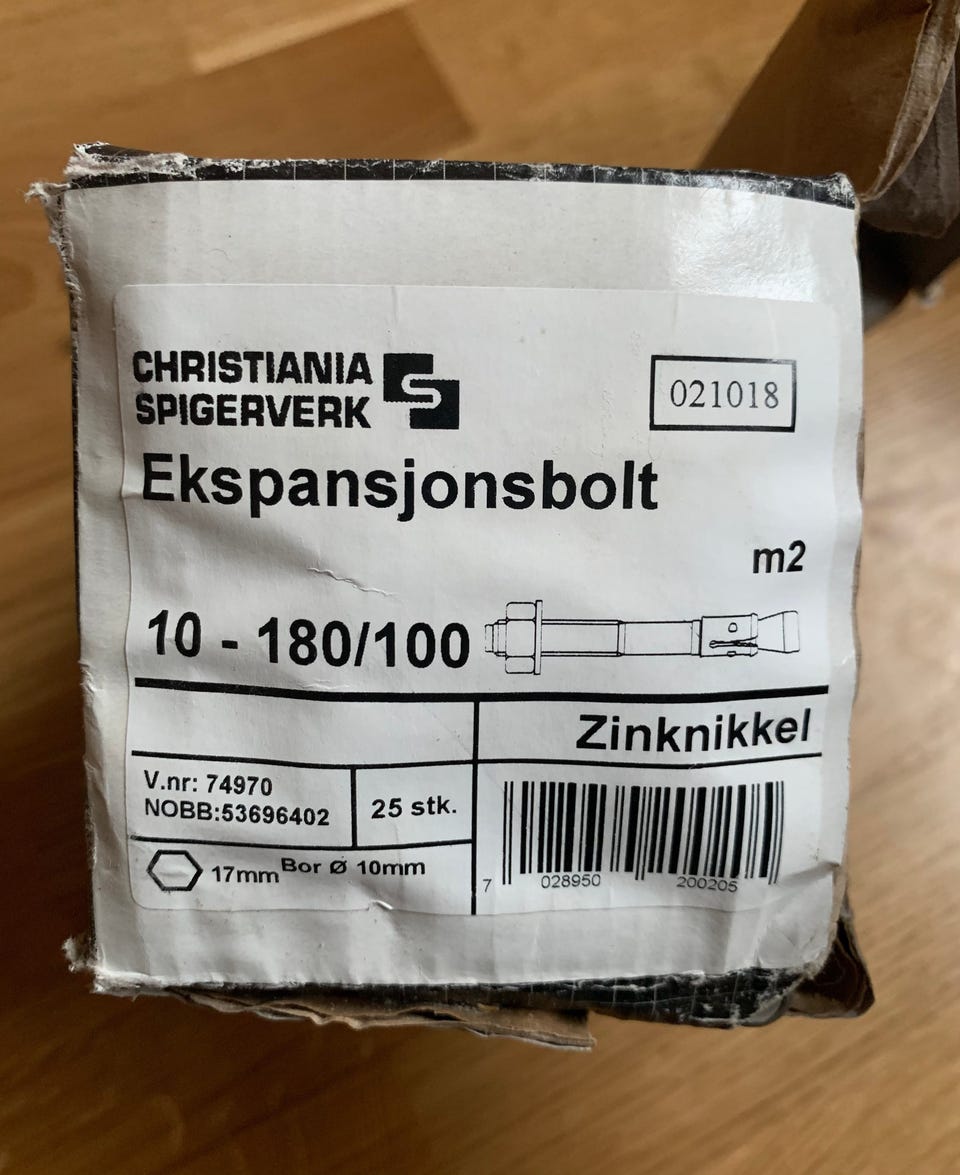 CHRISTIANIA
SPIGERVERK
021018
Ekspansjonsbolt
m2
10 - 180/100
Zinknikkel
V.nr: 74970
NOBB:53696402
25 stk.
17mm Bor Ø 10mm
7 028950 200205